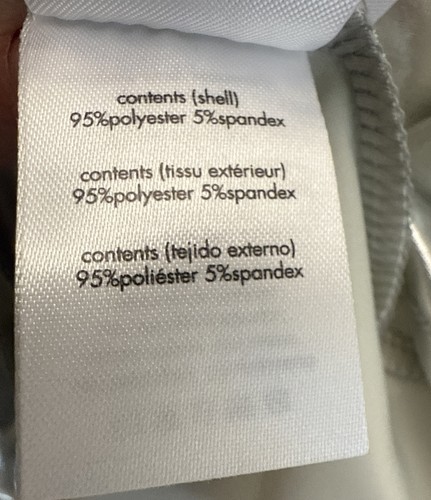 contents (shell)
95%polyester 5%spandex
contents (tissu extérieur)
95%polyester 5%spandex
contents (tejido externo)
95%poliéster 5%spandex